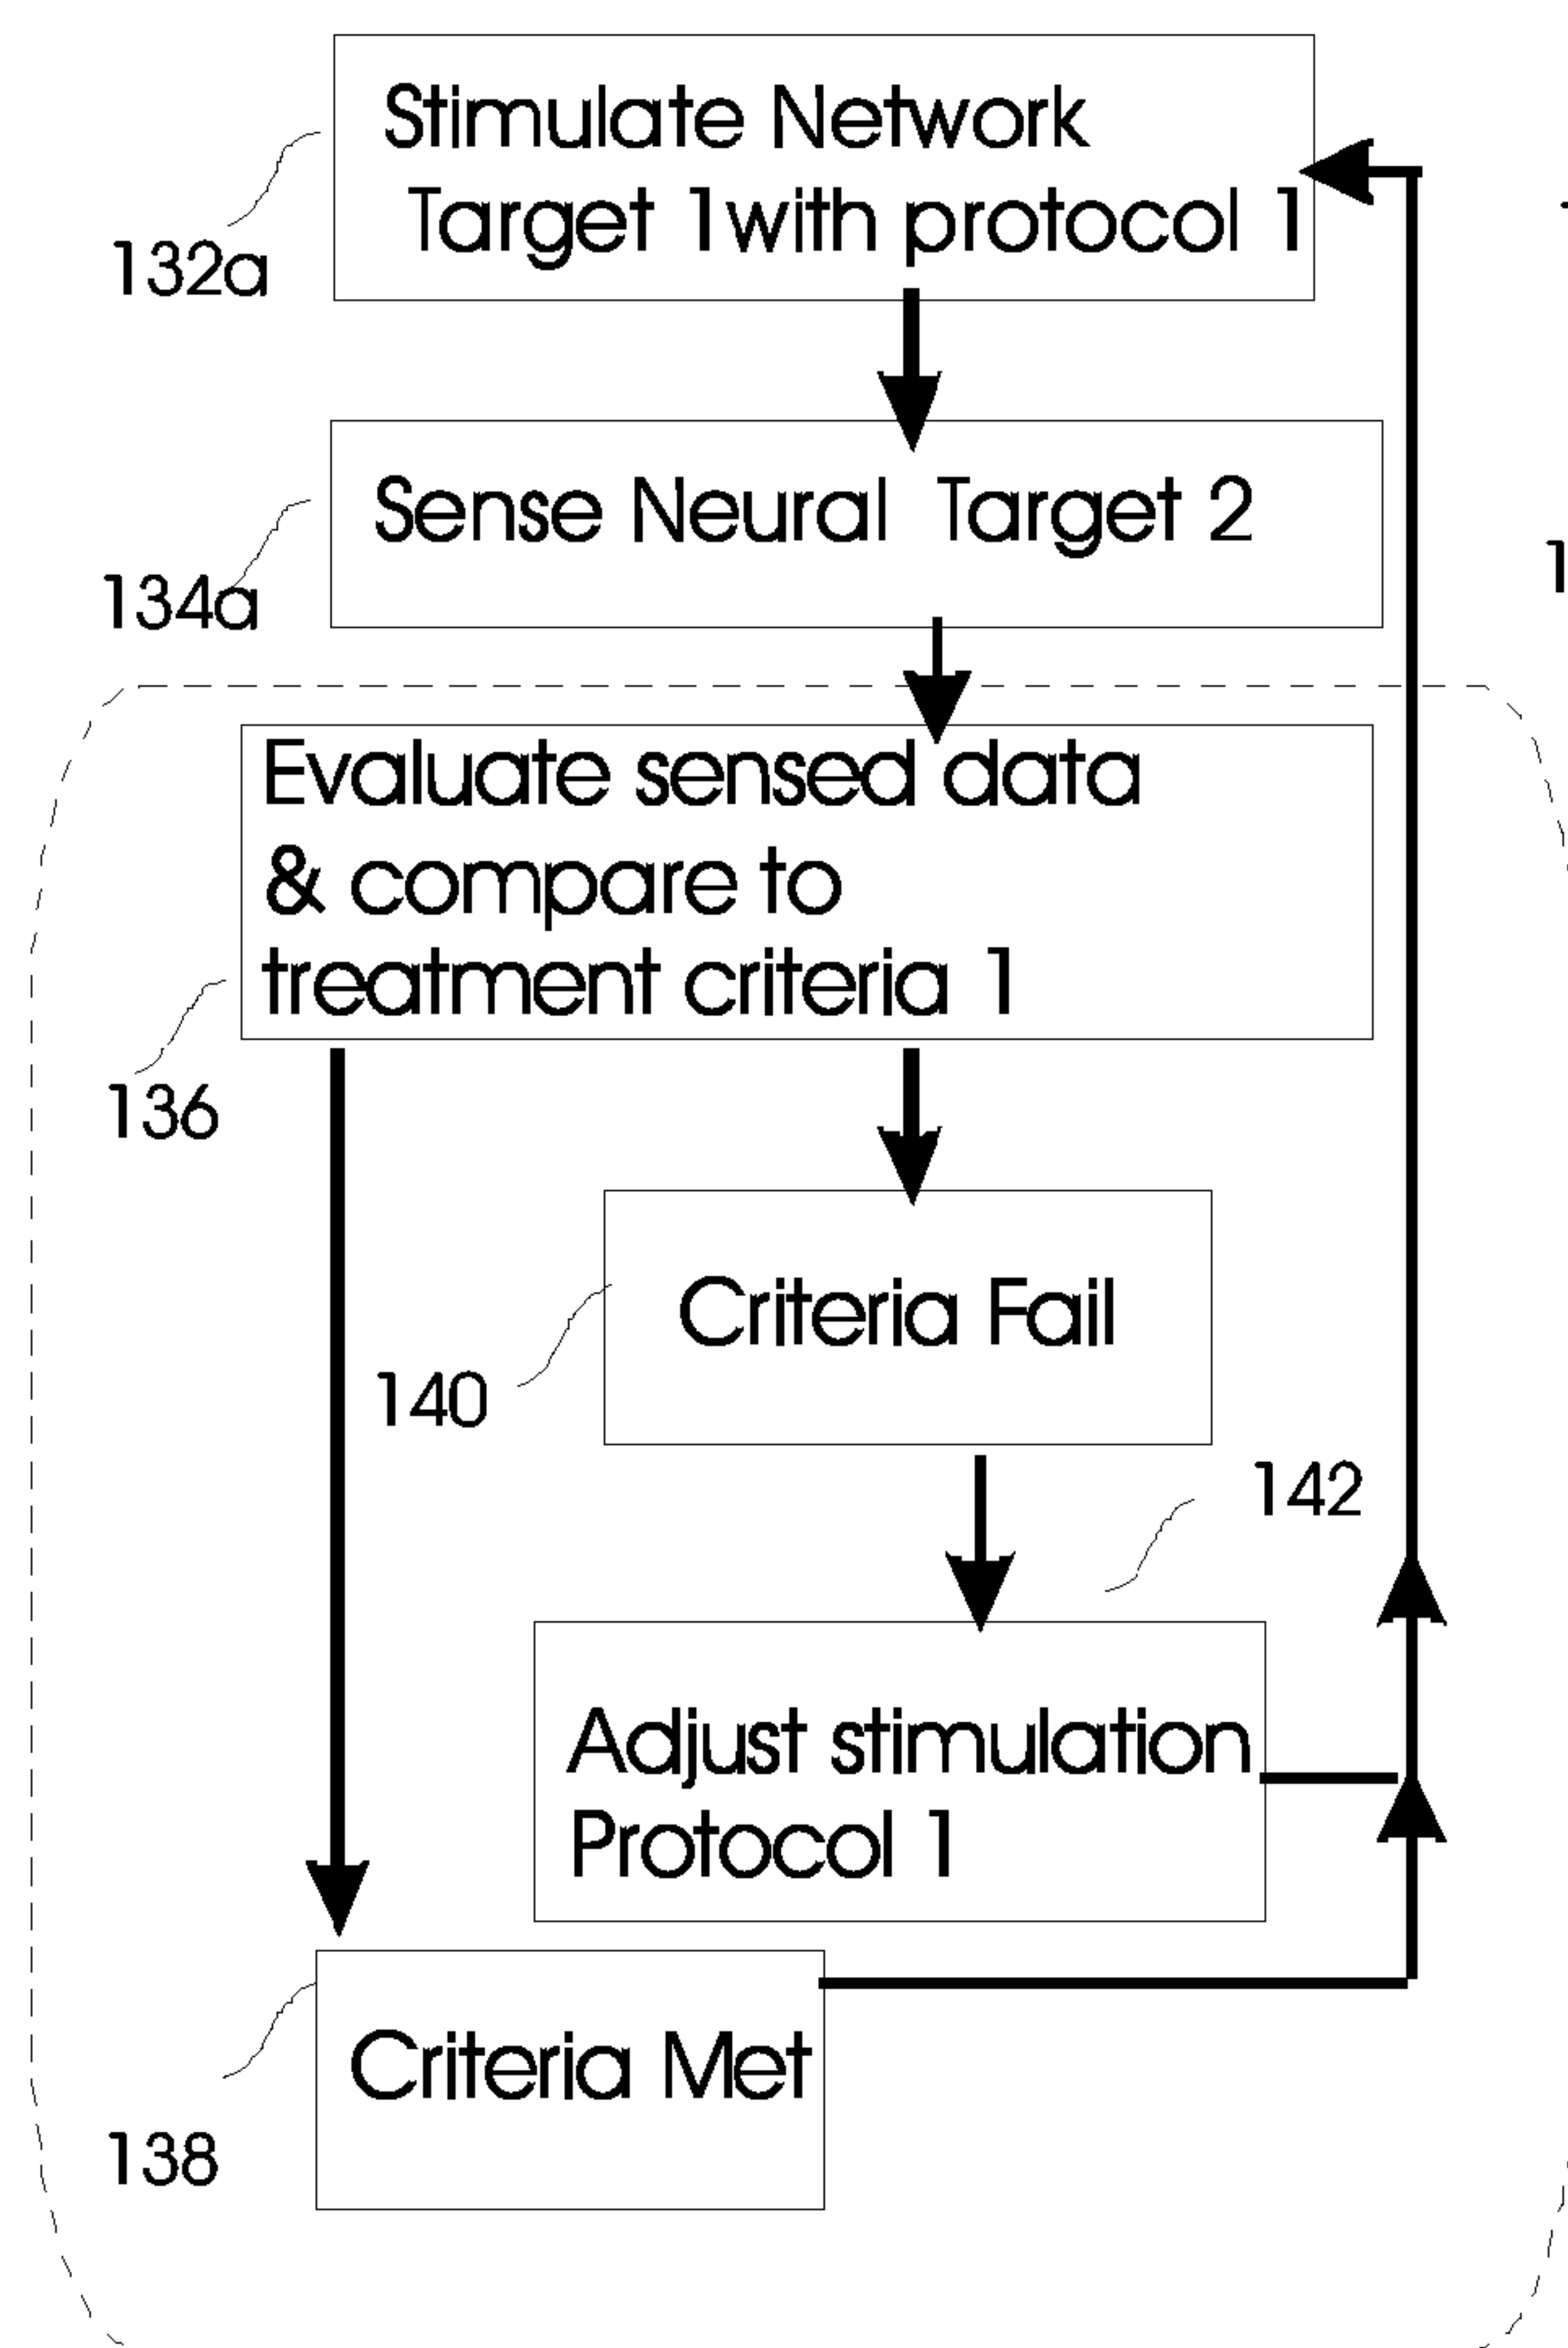 Stimulate Network
Target 1with protocol 1
132a
Sense Neural Target 2
134a
1
Evaluate sensed data
& compare to
treatment criteria 1
136
Criteria Fail
140
142
Adjust stimulation
Protocol 1
Criteria Met
138